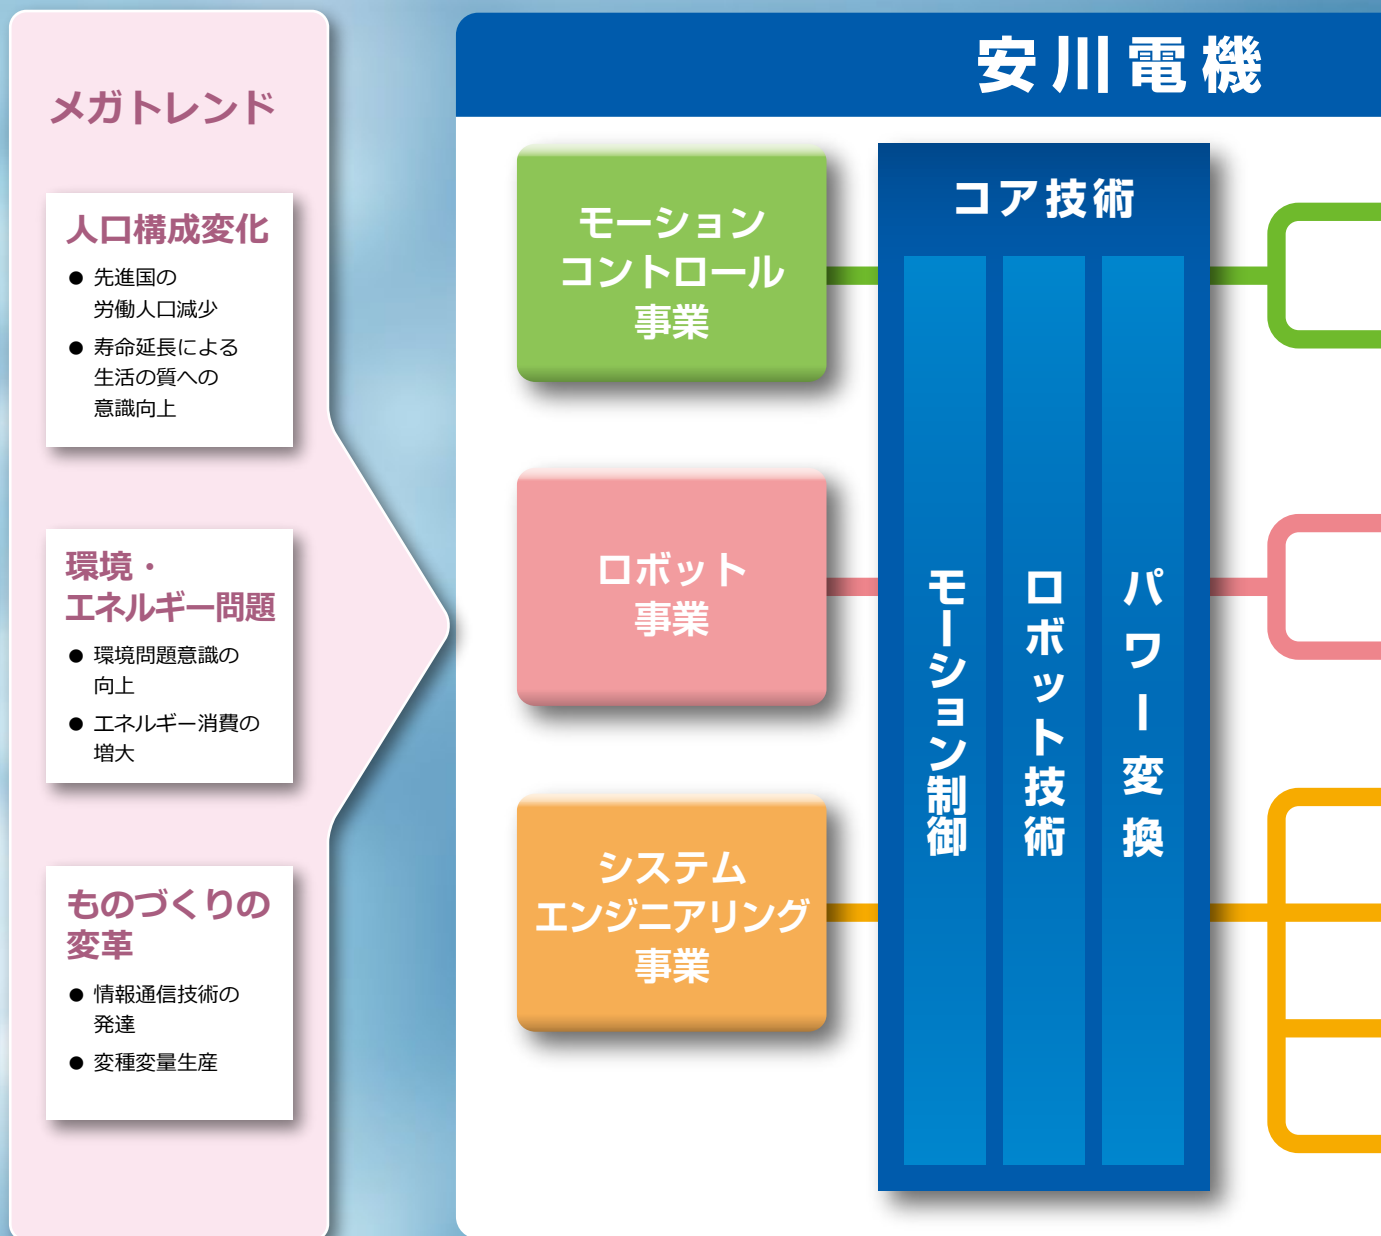 メガトレンド
人口構成変化
● 先進国の
労働人口減少
● 寿命延長による
生活の質への
意識向上
環境・
エネルギー問題
● 環境問題意識の
向上
● エネルギー消費の
増大
ものづくりの
変革
● 情報通信技術の
発達
● 変種変量生産
安川電機
モーション
コントロール
事業
ロボット
事業
システム
エンジニアリング
事業
コア技術
モーション制御
ロボット技術
パワー変換